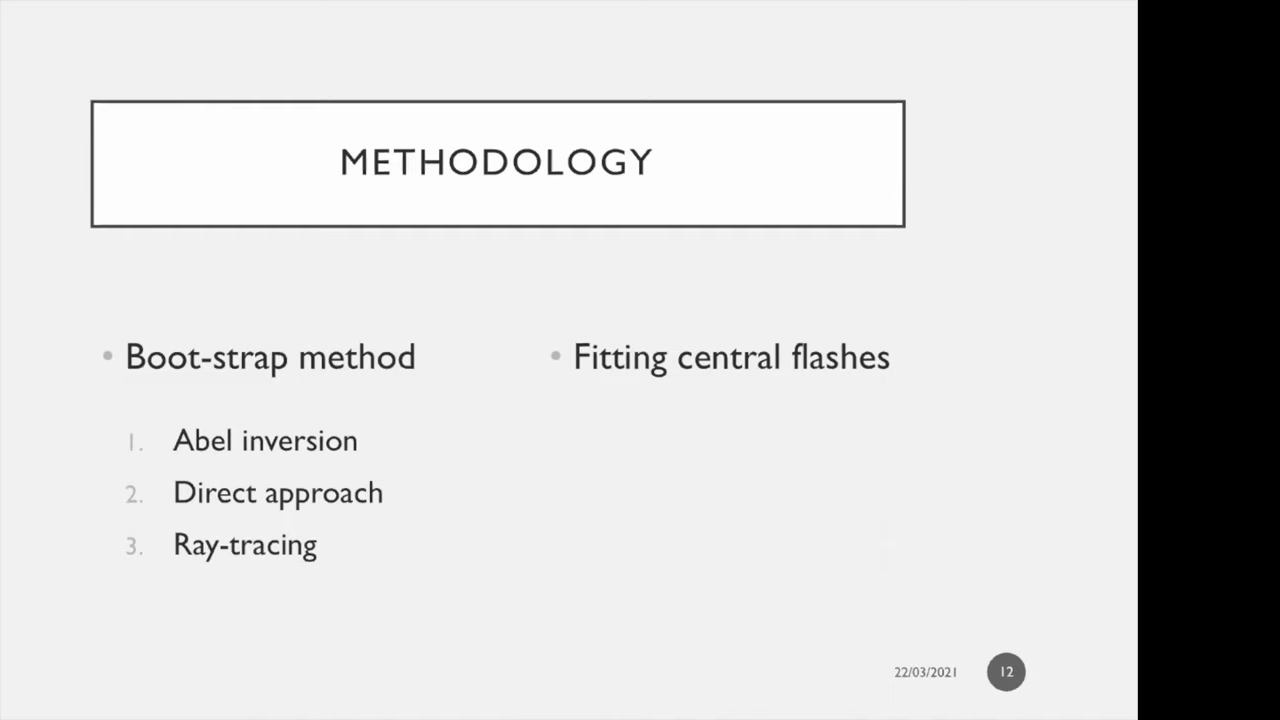 METHODOLOGY
• Boot-strap method
1. Abel inversion
2. Direct approach
3. Ray-tracing
• Fitting central flashes
22/03/2021
12